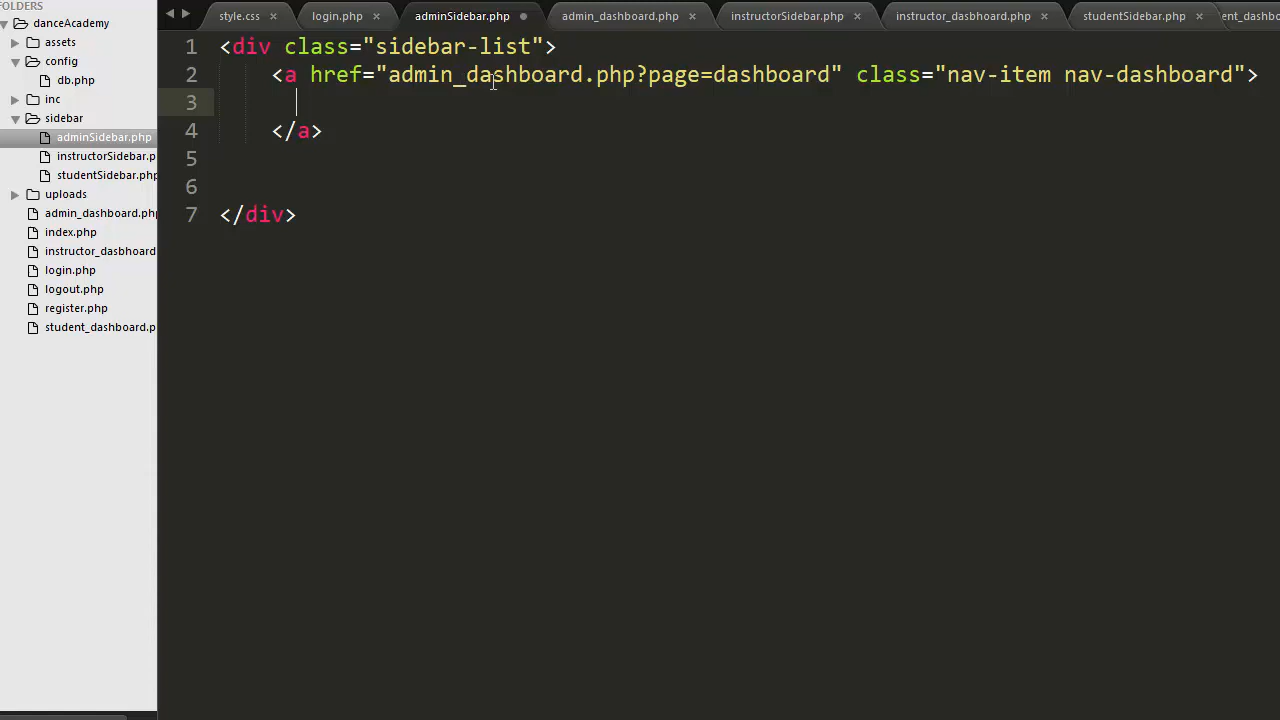 FOLDERS
danceAcademy
assets
config
db.php
inc
sidebar
adminSidebar.php
instructorSidebar.p
studentSidebar.php
uploads
admin_dashboard.php
index.php
instructor_dasbhoard
login.php
logout.php
register.php
student_dashboard.p
style.css × login.php × adminSidebar.php admin_dashboard.php × instructorSidebar.php × instructor_dasbhoard.php × studentSidebar.php × ent_dashbo
1 <div class="sidebar-list">
2 <a href="admin_dashboard.php?page=dashboard" class="nav-item nav-dashboard">
3
4 </a>
5
6
7 </div>